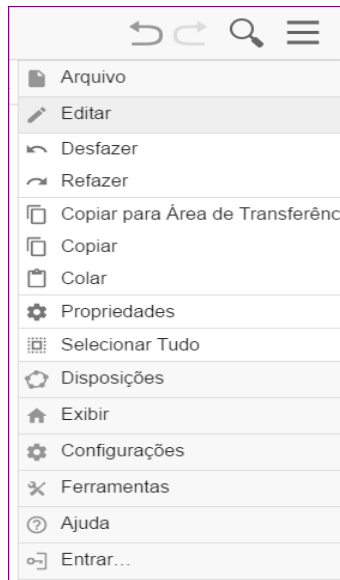 Arquivo
Editar
Desfazer
Refazer
Copiar para Área de Transferênc
Copiar
Colar
Propriedades
Selecionar Tudo
Disposições
Exibir
Configurações
Ferramentas
Ajuda
Entrar...